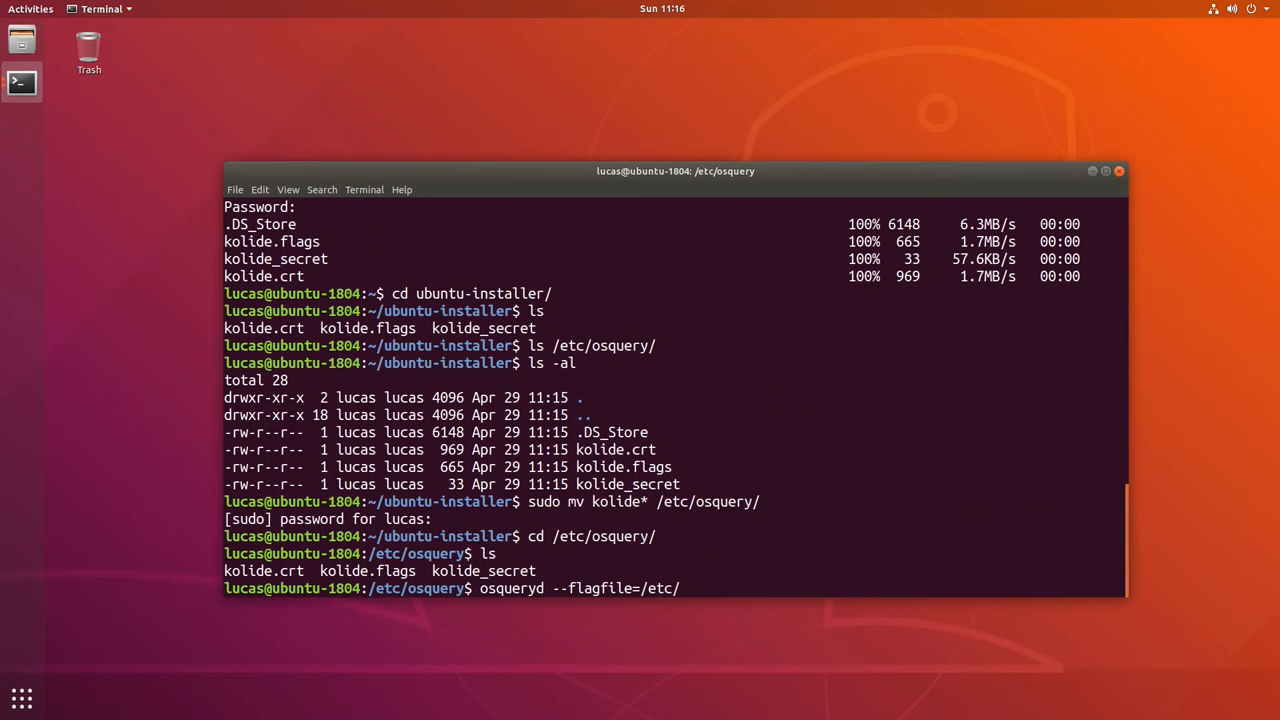 Activities Terminal Sun 11:16
Trash
lucas@ubuntu-1804: /etc/osquery
File Edit View Search Terminal Help
Password:
.DS_Store 100% 6148 6.3MB/s 00:00
kolide.flags 100% 665 1.7MB/s 00:00
kolide_secret 100% 33 57.6KB/s 00:00
kolide.crt 100% 969 1.7MB/s 00:00
lucas@ubuntu-1804:~$ cd ubuntu-installer/
lucas@ubuntu-1804:~/ubuntu-installer$ ls
kolide.crt kolide.flags kolide_secret
lucas@ubuntu-1804:~/ubuntu-installer$ ls /etc/osquery/
lucas@ubuntu-1804:~/ubuntu-installer$ ls -al
total 28
drwxr-xr-x 2 lucas lucas 4096 Apr 29 11:15 .
drwxr-xr-x 18 lucas lucas 4096 Apr 29 11:15 ..
-rw-r--r-- 1 lucas lucas 6148 Apr 29 11:15 .DS_Store
-rw-r--r-- 1 lucas lucas 969 Apr 29 11:15 kolide.crt
-rw-r--r-- 1 lucas lucas 665 Apr 29 11:15 kolide.flags
-rw-r--r-- 1 lucas lucas 33 Apr 29 11:15 kolide_secret
lucas@ubuntu-1804:~/ubuntu-installer$ sudo mv kolide* /etc/osquery/
[sudo] password for lucas:
lucas@ubuntu-1804:~/ubuntu-installer$ cd /etc/osquery/
lucas@ubuntu-1804:/etc/osquery$ ls
kolide.crt kolide.flags kolide_secret
lucas@ubuntu-1804:/etc/osquery$ osqueryd --flagfile=/etc/